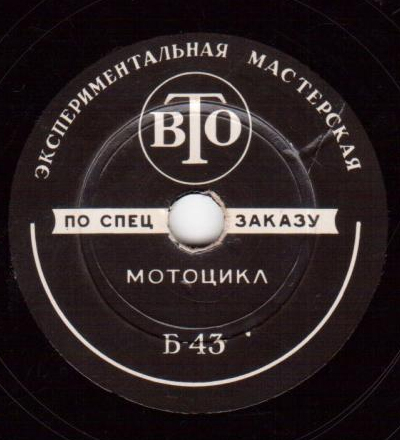 ЭКСПЕРИМЕНТАЛЬНАЯ МАСТЕРСКАЯ
ВТО
ПО СПЕЦ ЗАКАЗУ
МОТОЦИКЛ
Б-43